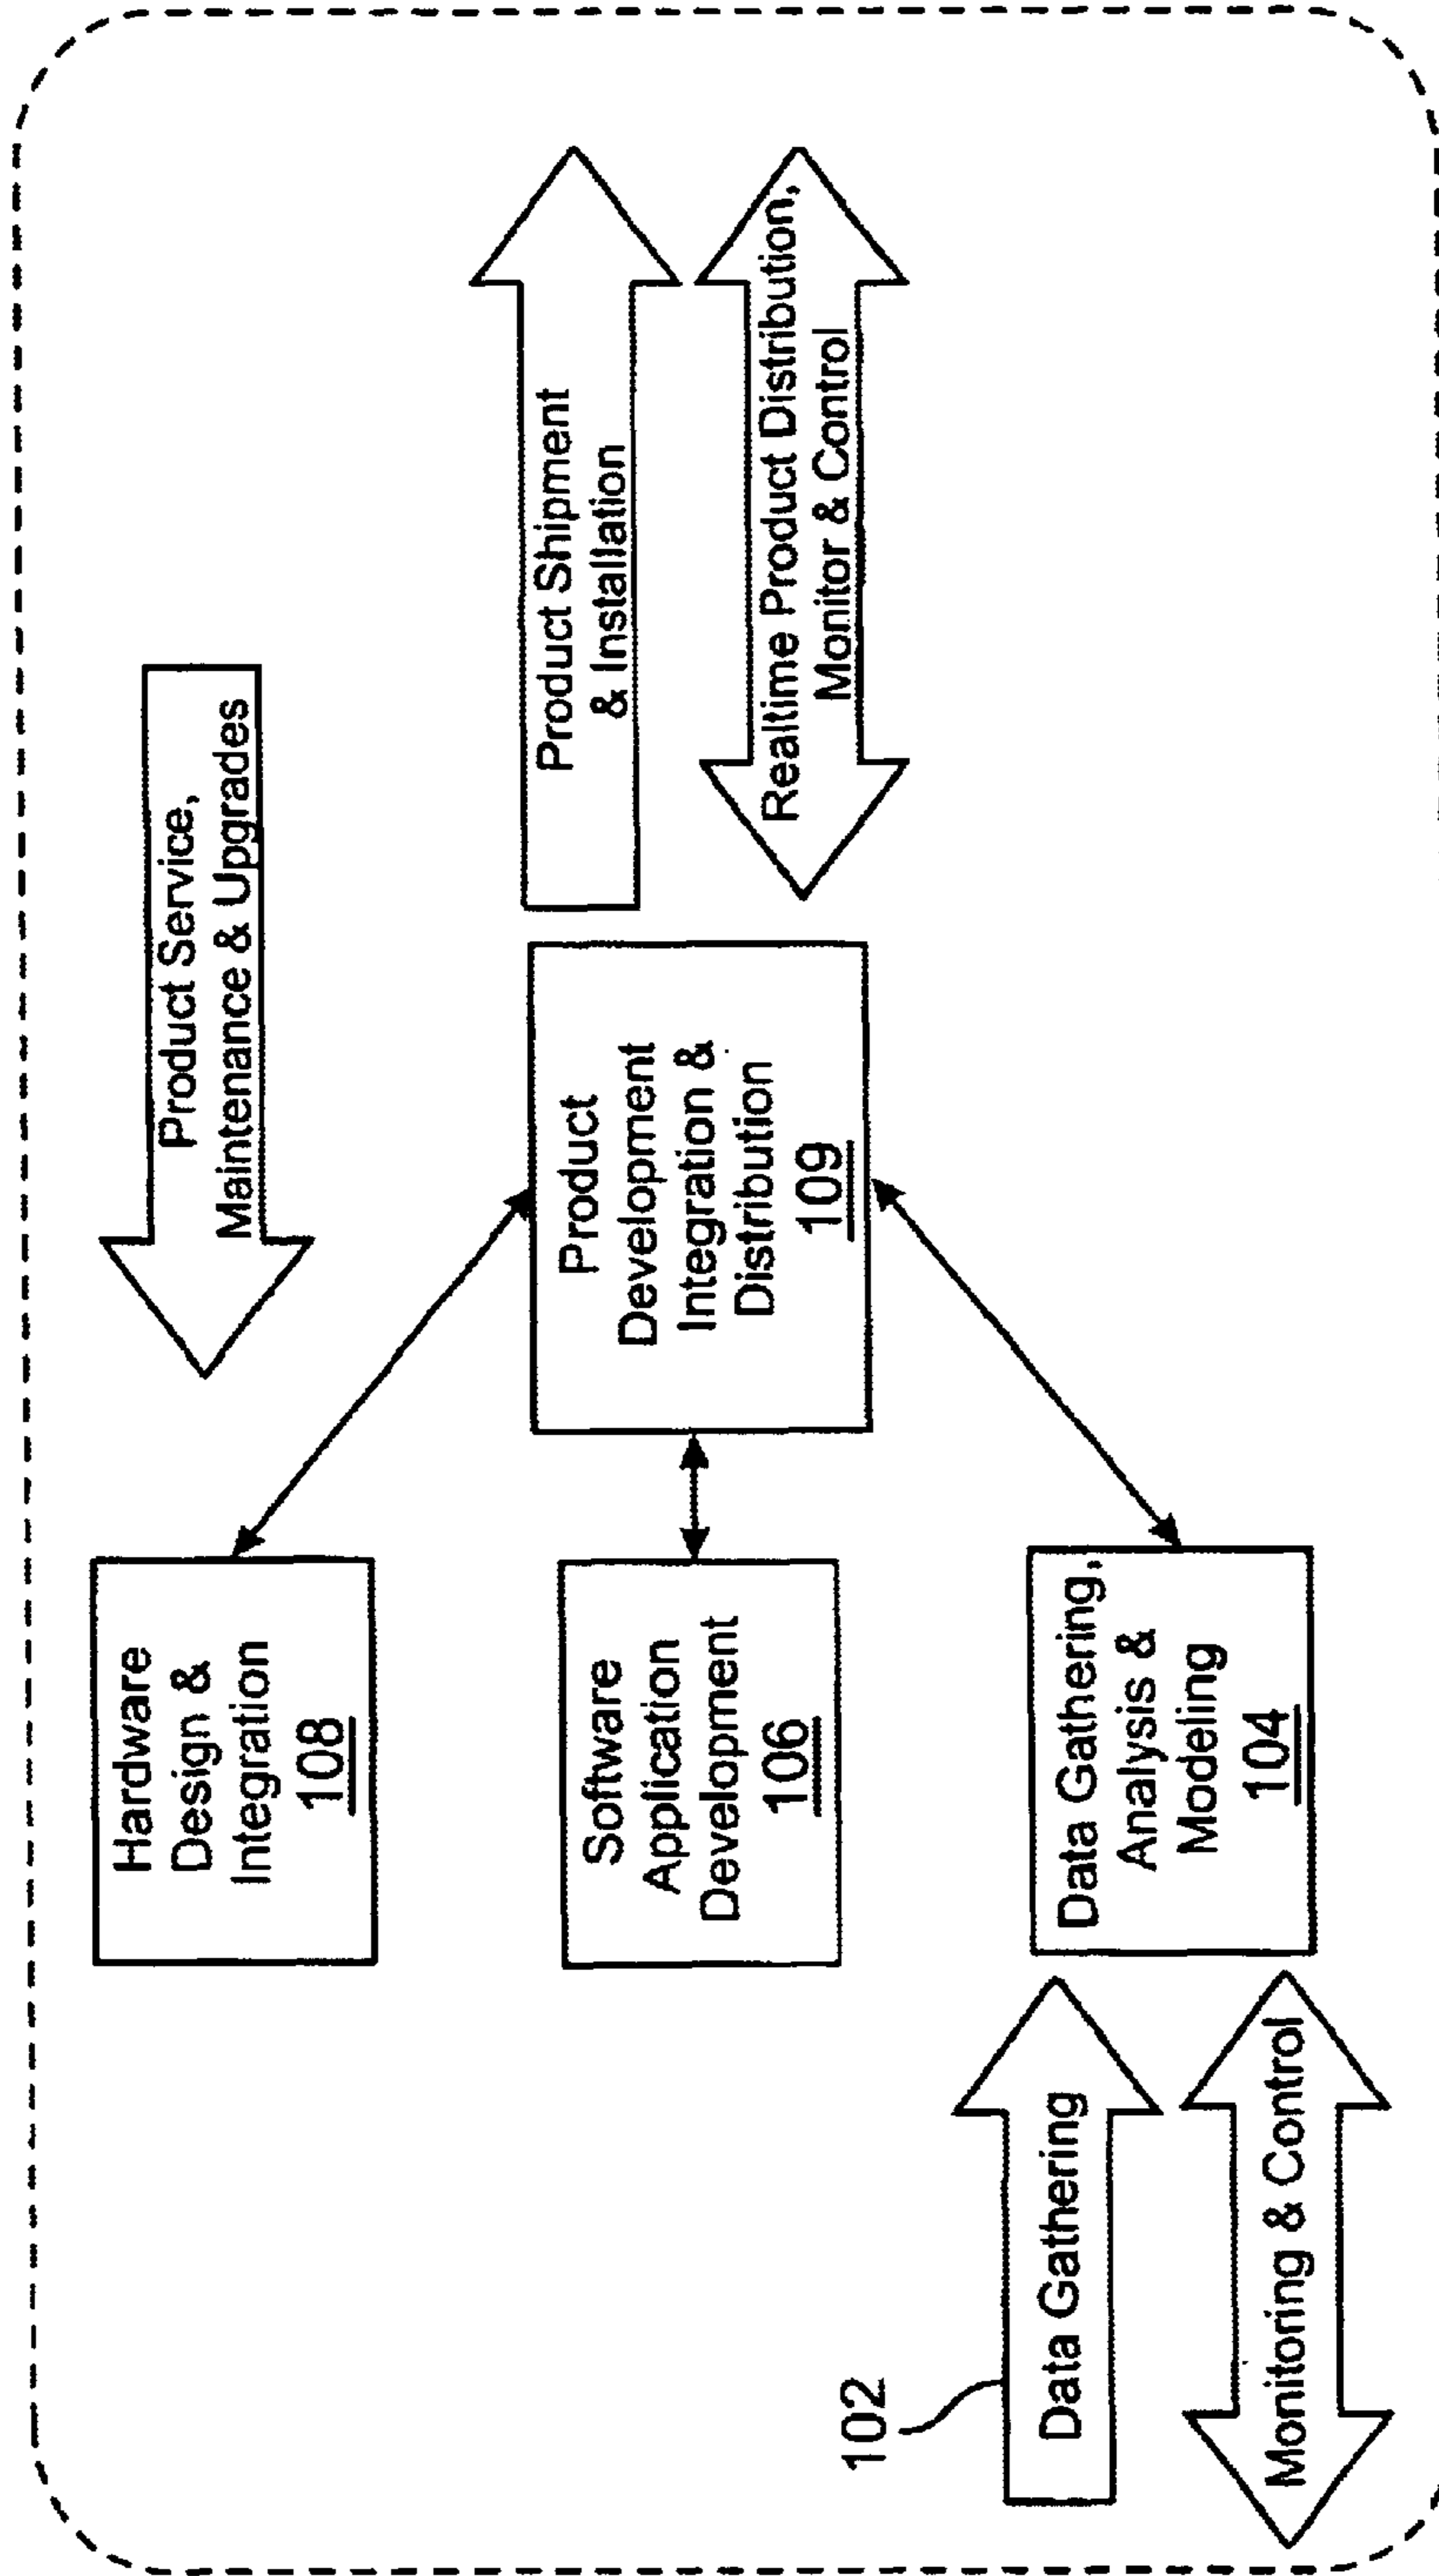 Hardware
Design &
Integration
108
Product Service,
Maintenance & Upgrades
Software
Application
Development
106
Product
Development
Integration &
Distribution
109
Product Shipment
& Installation
Realtime Product Distribution,
Monitor & Control
102
Data Gathering
Data Gathering,
Analysis &
Modeling
104
Monitoring & Control